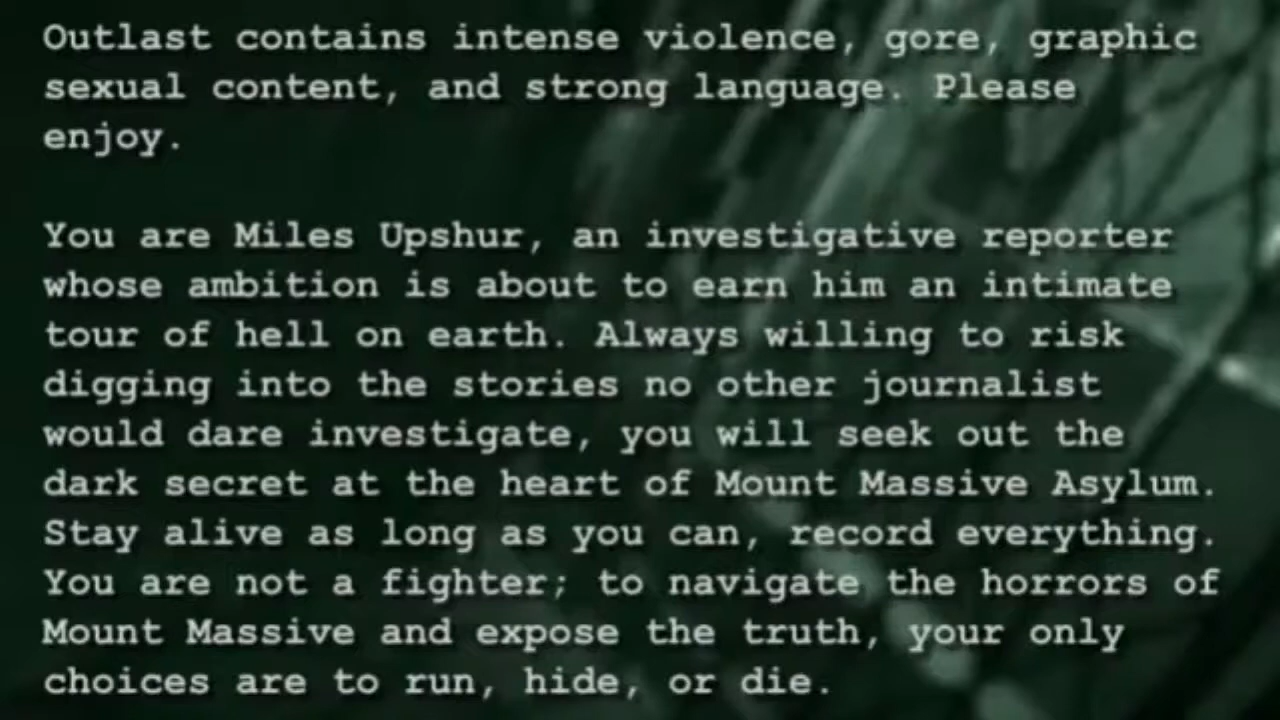 Outlast contains intense violence, gore, graphic
sexual content, and strong language. Please
enjoy.
You are Miles Upshur, an investigative reporter
whose ambition is about to earn him an intimate
tour of hell on earth. Always willing to risk
digging into the stories no other journalist
would dare investigate, you will seek out the
dark secret at the heart of Mount Massive Asylum.
Stay alive as long as you can, record everything.
You are not a fighter; to navigate the horrors of
Mount Massive and expose the truth, your only
choices are to run, hide, or die.